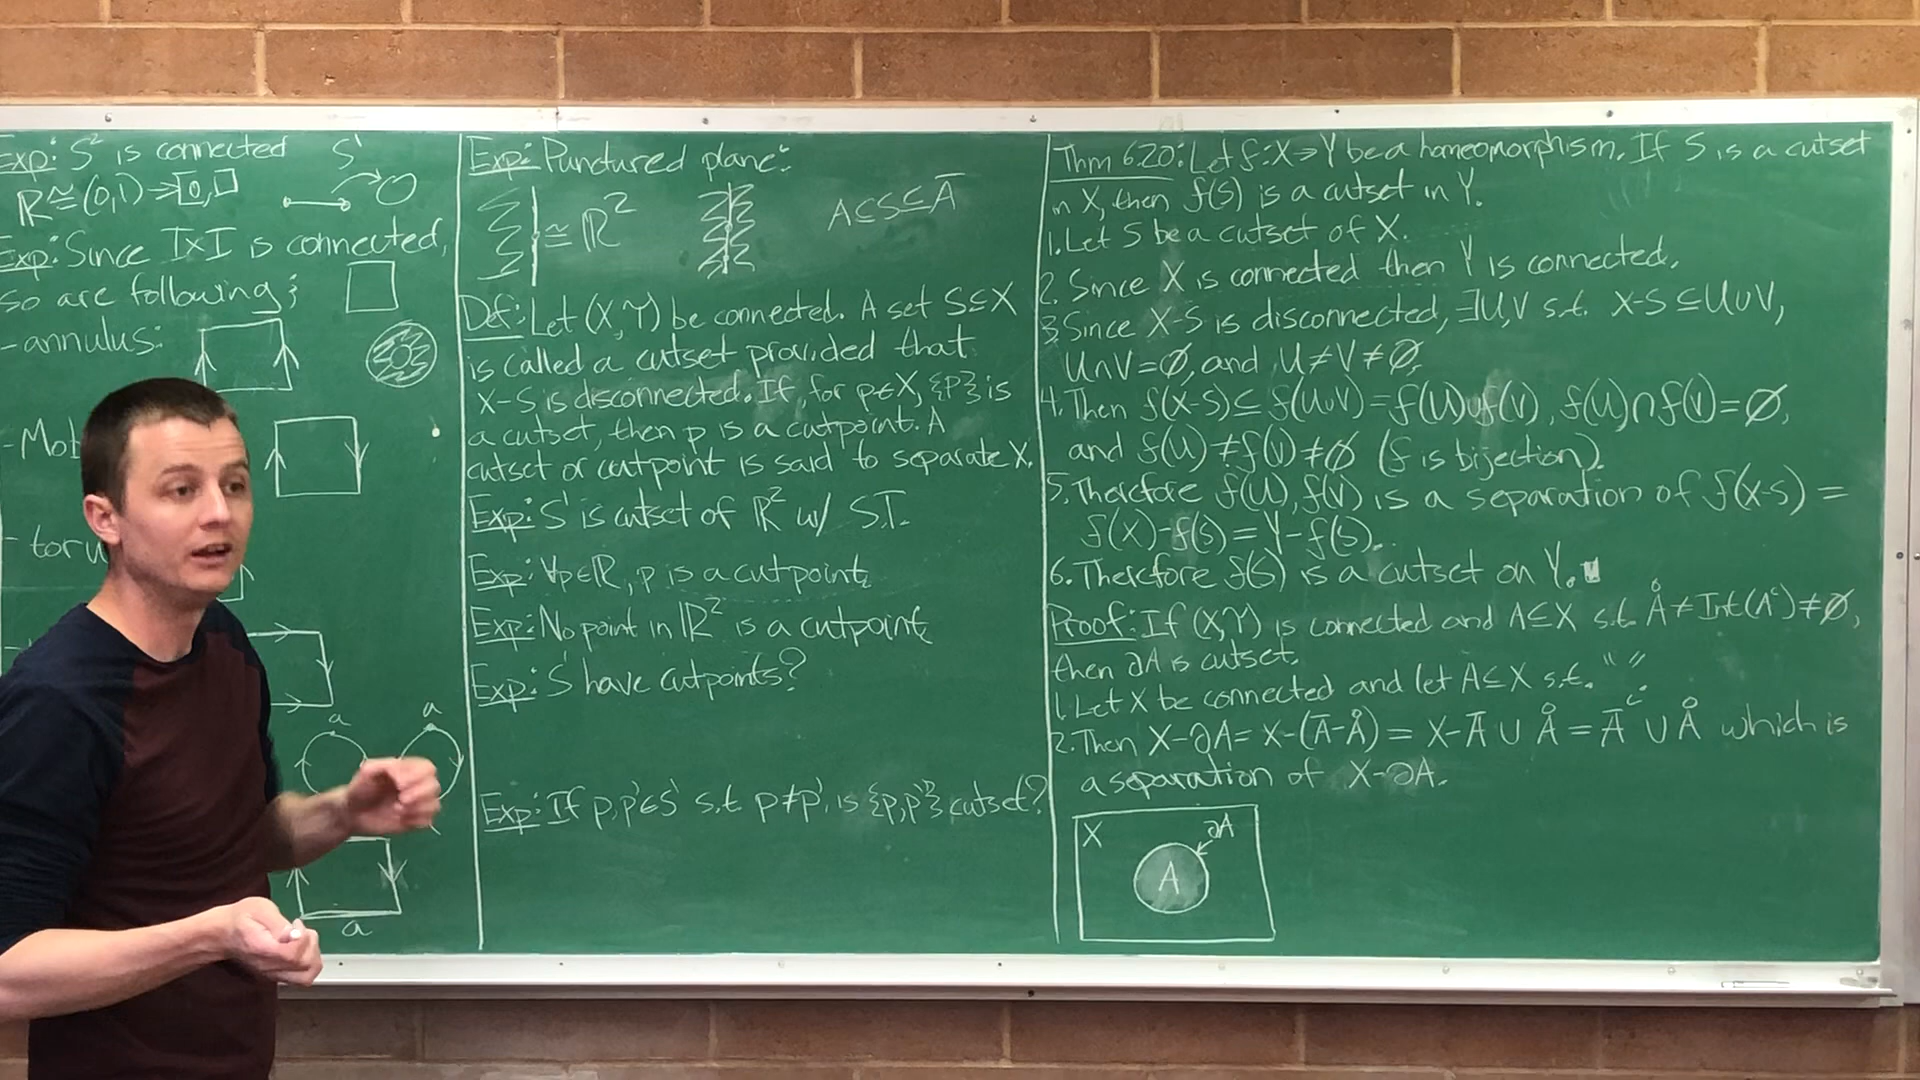 Exp: S² is connected S¹
ℝ≅(0,1)→[0,1]
Exp: Since I×I is connected,
so are following:
-annulus:
-Mob
-toru
a a
a
Exp: Punctured plane:
≅ℝ² A⊆S⊆A̅
Def: Let (X,Υ) be connected. A set S⊆X
is called a cutset provided that
X-S is disconnected. If, for p∈X, {p} is
a cutset, then p is a cutpoint. A
cutset or cutpoint is said to separate X.
Exp: S¹ is cutset of ℝ² w/ S.T.
Exp: ∀p∈ℝ, p is a cutpoint.
Exp: No point in ℝ² is a cutpoint.
Exp: S¹ have cutpoints?
Exp: If p,p'∈S¹ s.t p≠p', is {p,p'} cutset?
Thm 6.20: Let f:X→Y be a homeomorphism. If S is a cutset
in X, then f(S) is a cutset in Y.
1. Let S be a cutset of X.
2. Since X is connected then Y is connected.
3. Since X-S is disconnected, ∃U,V s.t. X-S⊆U∪V,
U∩V=∅, and U≠V≠∅.
4. Then f(X-S)⊆f(U∪V)=f(U)∪f(V), f(U)∩f(V)=∅,
and f(U)≠f(V)≠∅ (f is bijection).
5. Therefore f(U),f(V) is a separation of f(X-S)=
f(X)-f(S)=Y-f(S).
6. Therefore f(S) is a cutset on Y.
Proof: If (X,Υ) is connected and A⊆X s.t. Å≠Int(Aᶜ)≠∅,
then ∂A is cutset.
1. Let X be connected and let A⊆X s.t. " "
2. Then X-∂A=X-(A̅-Å)=X-A̅∪Å=A̅ᶜ∪Å which is
a separation of X-∂A.
X ∂A
A